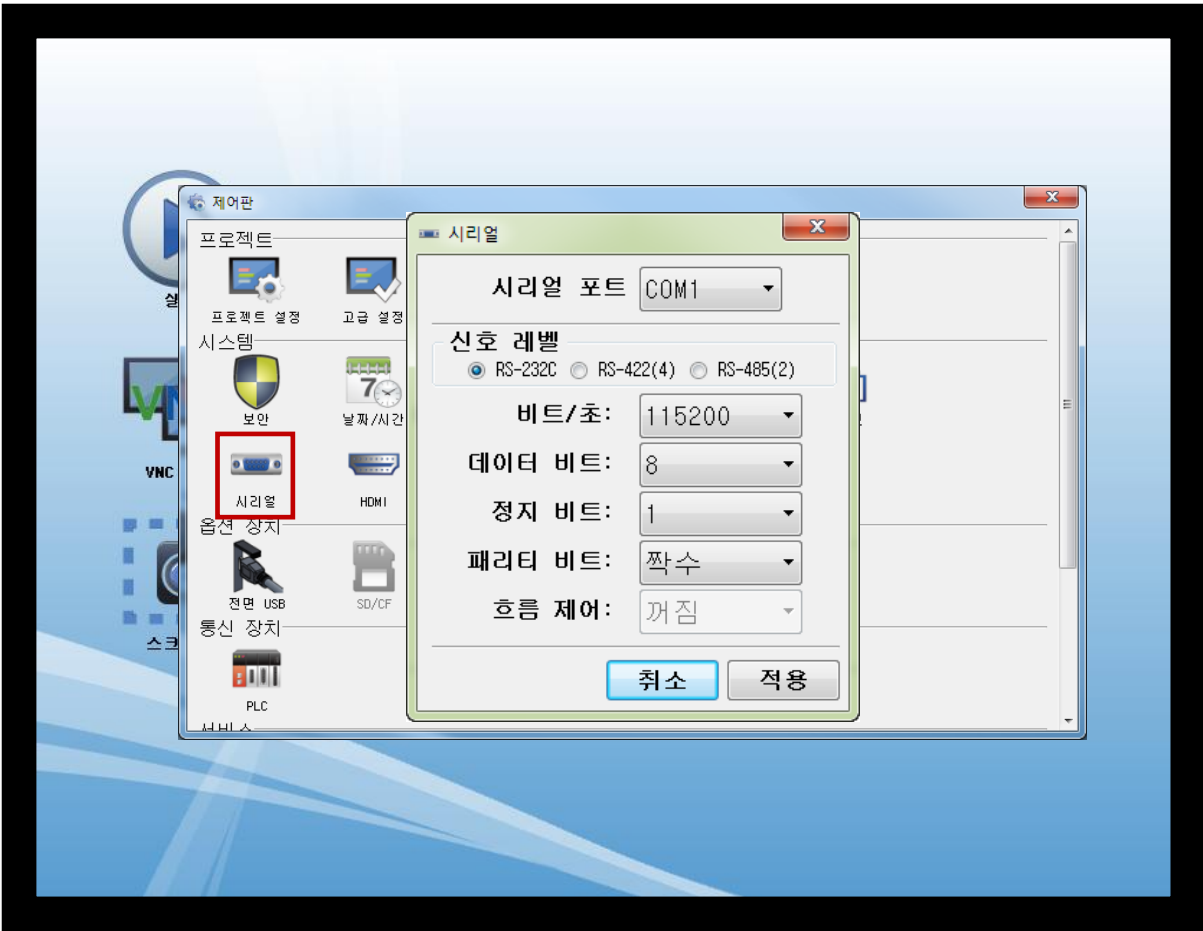 제어판
프로젝트
프로젝트 설정
고급 설정
시스템
보안
날짜/시간
VNC
시리얼
HDMI
옵션 장치
전면 USB
SD/CF
통신 장치
PLC
서비스
시리얼
시리얼 포트 COM1
신호 레벨
RS-232C RS-422(4) RS-485(2)
비트/초: 115200
데이터 비트: 8
정지 비트: 1
패리티 비트: 짝수
흐름 제어: 꺼짐
취소 적용